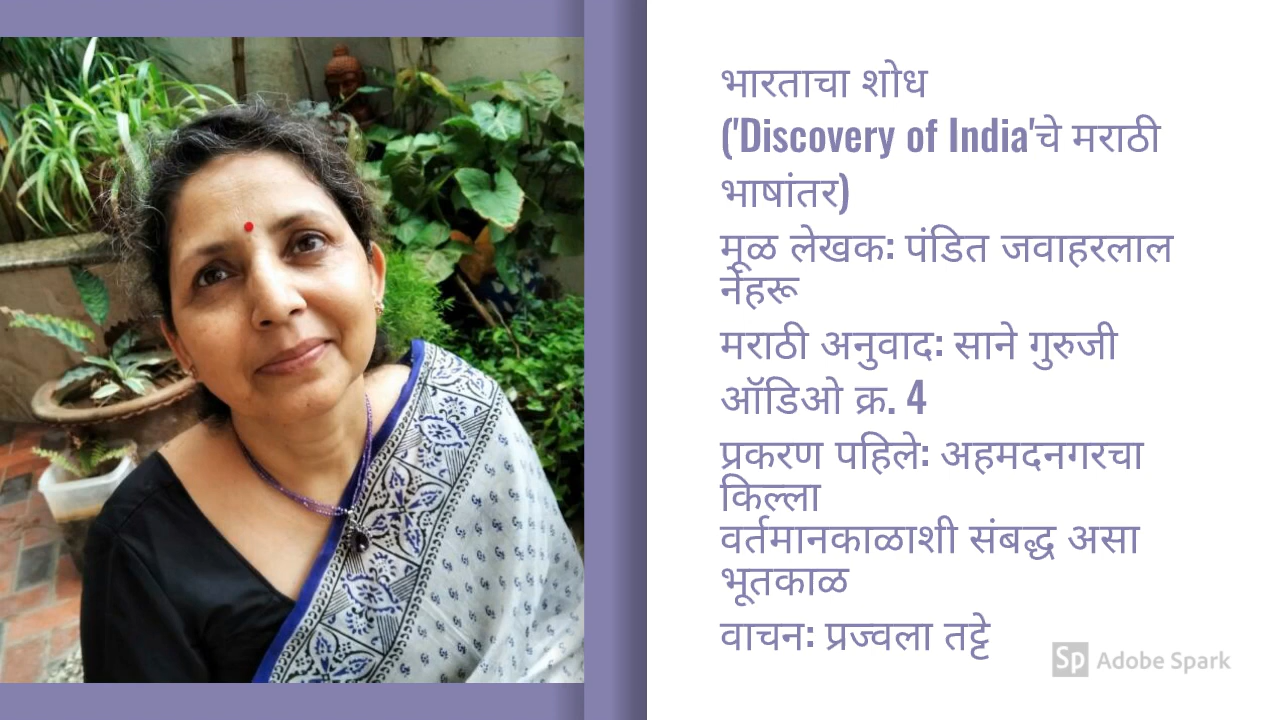 भारताचा शोध
('Discovery of India'चे मराठी
भाषांतर)
मूळ लेखक: पंडित जवाहरलाल
नेहरू
मराठी अनुवाद: साने गुरुजी
ऑडिओ क्र. 4
प्रकरण पहिले: अहमदनगरचा
किल्ला
वर्तमानकाळाशी संबद्ध असा
भूतकाळ
वाचन: प्रज्वला तट्टे
Sp Adobe Spark